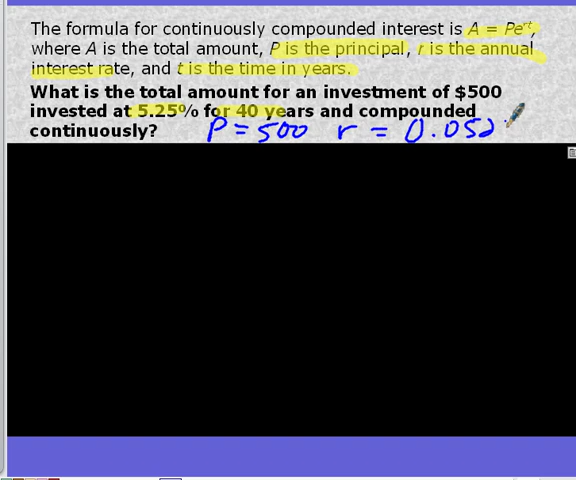 The formula for continuously compounded interest is A = Pe^rt,
where A is the total amount, P is the principal, r is the annual
interest rate, and t is the time in years.
What is the total amount for an investment of $500
invested at 5.25% for 40 years and compounded
continuously? P = 500 r = 0.052